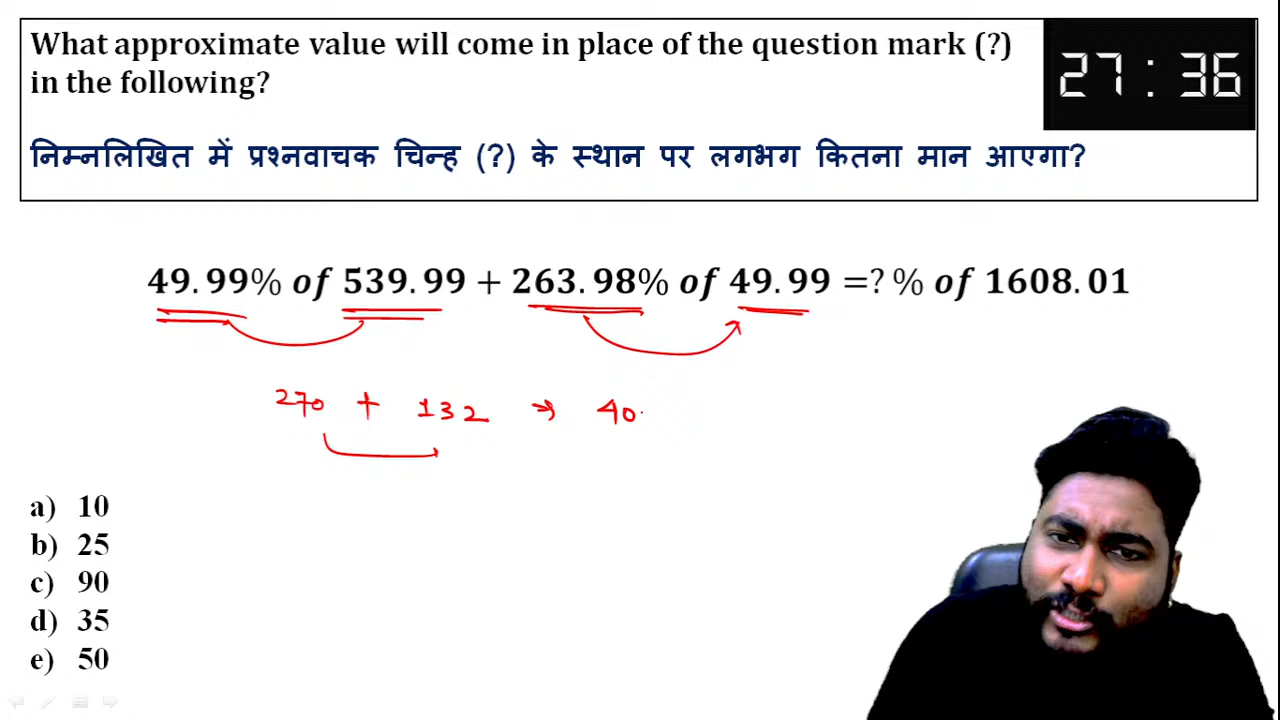 What approximate value will come in place of the question mark (?)
in the following?
27:36
निम्नलिखित में प्रश्नवाचक चिन्ह (?) के स्थान पर लगभग कितना मान आएगा?
49.99% of 539.99 + 263.98% of 49.99 =? % of 1608.01
270 + 132 → 40
a) 10
b) 25
c) 90
d) 35
e) 50